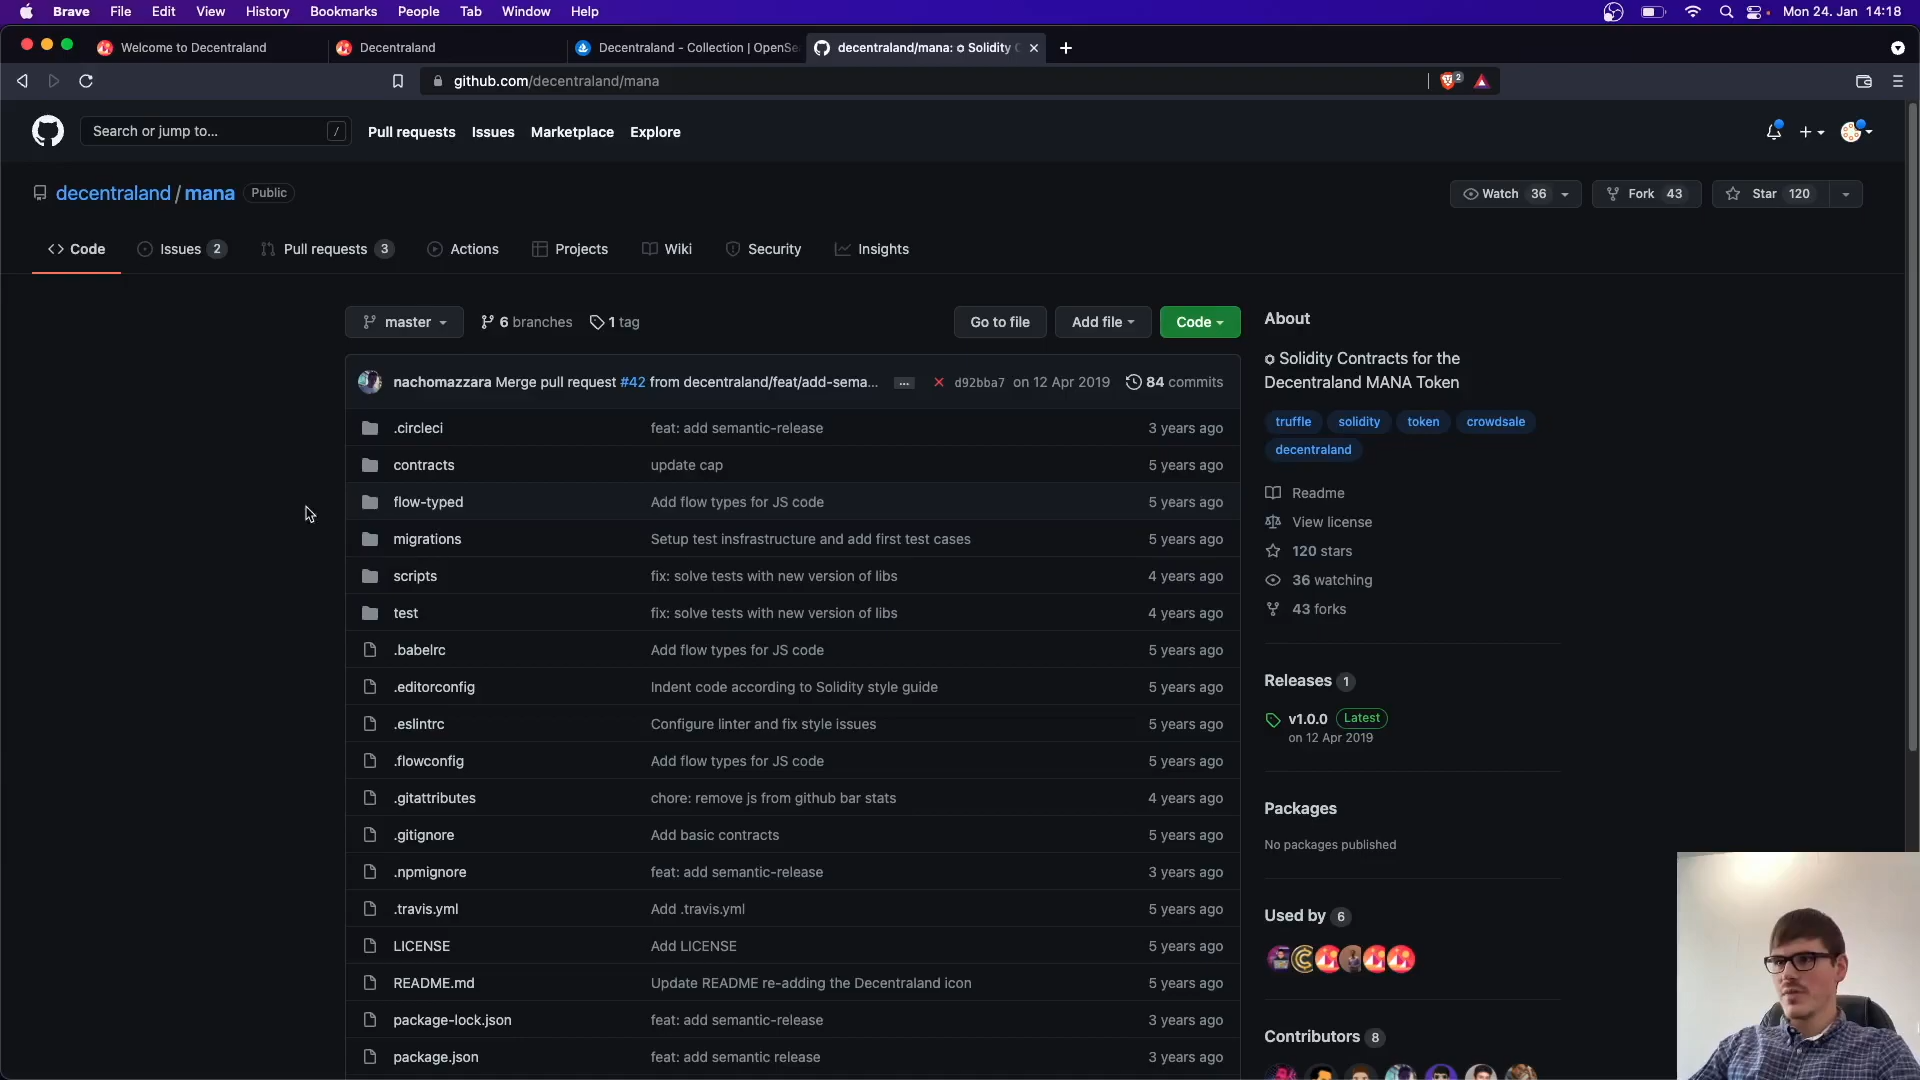 Brave File Edit View History Bookmarks People Tab Window Help Mon 24. Jan 14:18
Welcome to Decentraland Decentraland Decentraland - Collection | OpenSe decentraland/mana: Solidity
github.com/decentraland/mana 2
Search or jump to... / Pull requests Issues Marketplace Explore
decentraland / mana Public Watch 36 Fork 43 Star 120
Code Issues 2 Pull requests 3 Actions Projects Wiki Security Insights
master 6 branches 1 tag Go to file Add file Code
nachomazzara Merge pull request #42 from decentraland/feat/add-sema... ... d92bba7 on 12 Apr 2019 84 commits
.circleci feat: add semantic-release 3 years ago
contracts update cap 5 years ago
flow-typed Add flow types for JS code 5 years ago
migrations Setup test insfrastructure and add first test cases 5 years ago
scripts fix: solve tests with new version of libs 4 years ago
test fix: solve tests with new version of libs 4 years ago
.babelrc Add flow types for JS code 5 years ago
.editorconfig Indent code according to Solidity style guide 5 years ago
.eslintrc Configure linter and fix style issues 5 years ago
.flowconfig Add flow types for JS code 5 years ago
.gitattributes chore: remove js from github bar stats 4 years ago
.gitignore Add basic contracts 5 years ago
.npmignore feat: add semantic-release 3 years ago
.travis.yml Add .travis.yml 5 years ago
LICENSE Add LICENSE 5 years ago
README.md Update README re-adding the Decentraland icon 5 years ago
package-lock.json feat: add semantic-release 3 years ago
package.json feat: add semantic release 3 years ago
About
Solidity Contracts for the
Decentraland MANA Token
truffle solidity token crowdsale
decentraland
Readme
View license
120 stars
36 watching
43 forks
Releases 1
v1.0.0 Latest
on 12 Apr 2019
Packages
No packages published
Used by 6
Contributors 8